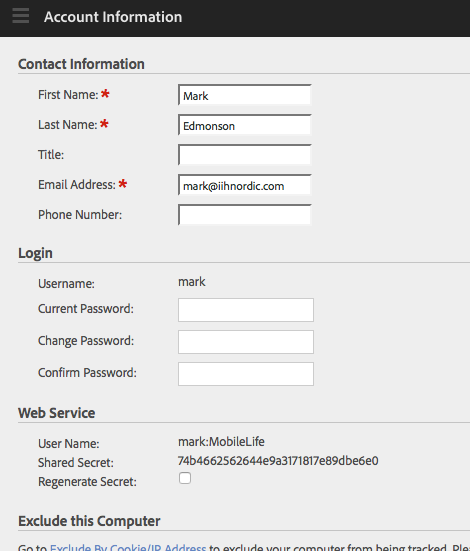 Account Information
Contact Information
First Name: * Mark
Last Name: * Edmonson
Title:
Email Address: * mark@iihnordic.com
Phone Number:
Login
Username: mark
Current Password:
Change Password:
Confirm Password:
Web Service
User Name: mark:MobileLife
Shared Secret: 74b4662562644e9a3171817e89dbe6e0
Regenerate Secret:
Exclude this Computer
Go to Exclude By Cookie/IP Address to exclude your computer from being tracked. Plea